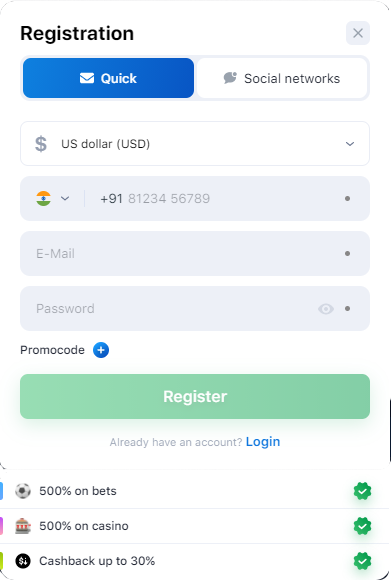 Registration
Quick
Social networks
$ US dollar (USD)
+91 81234 56789
E-Mail
Password
Promocode +
Register
Already have an account? Login
500% on bets
500% on casino
Cashback up to 30%